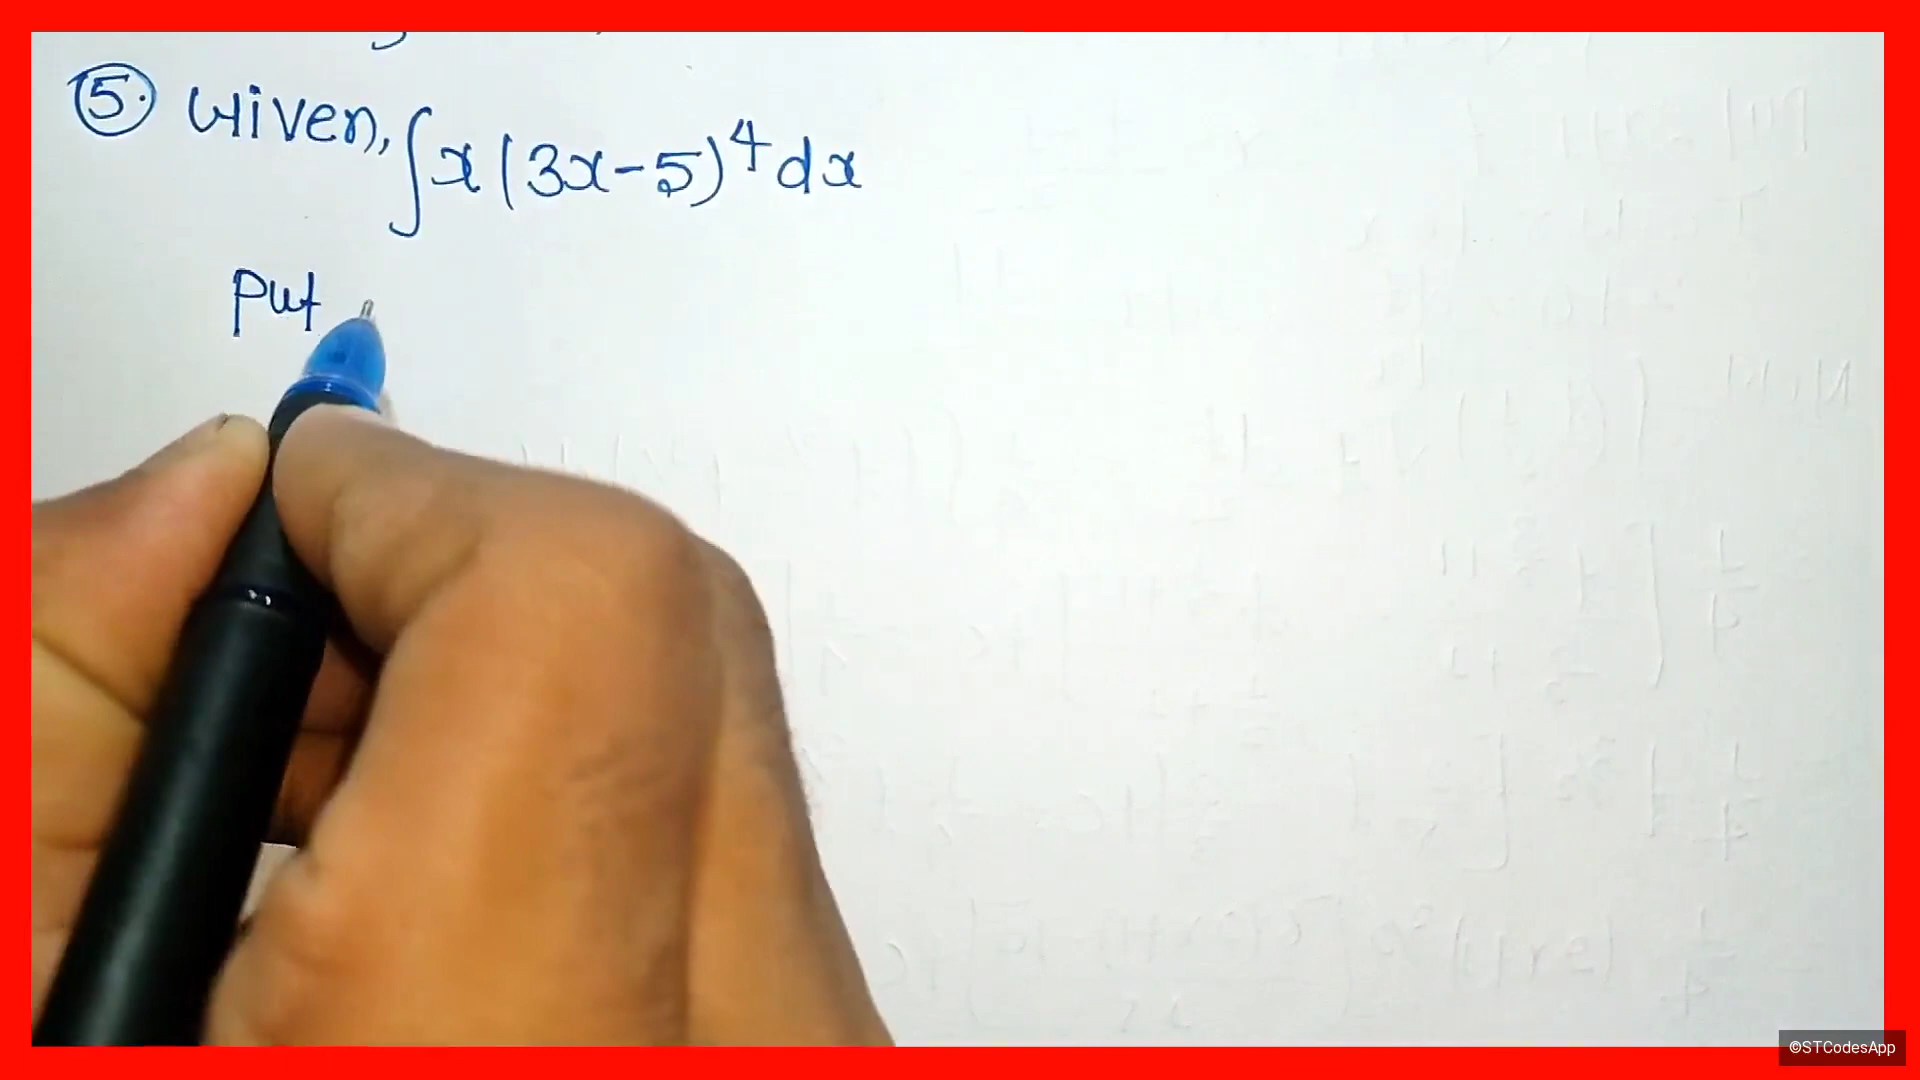 5. Given, ∫x(3x-5)⁴dx
Put
©STCodesApp